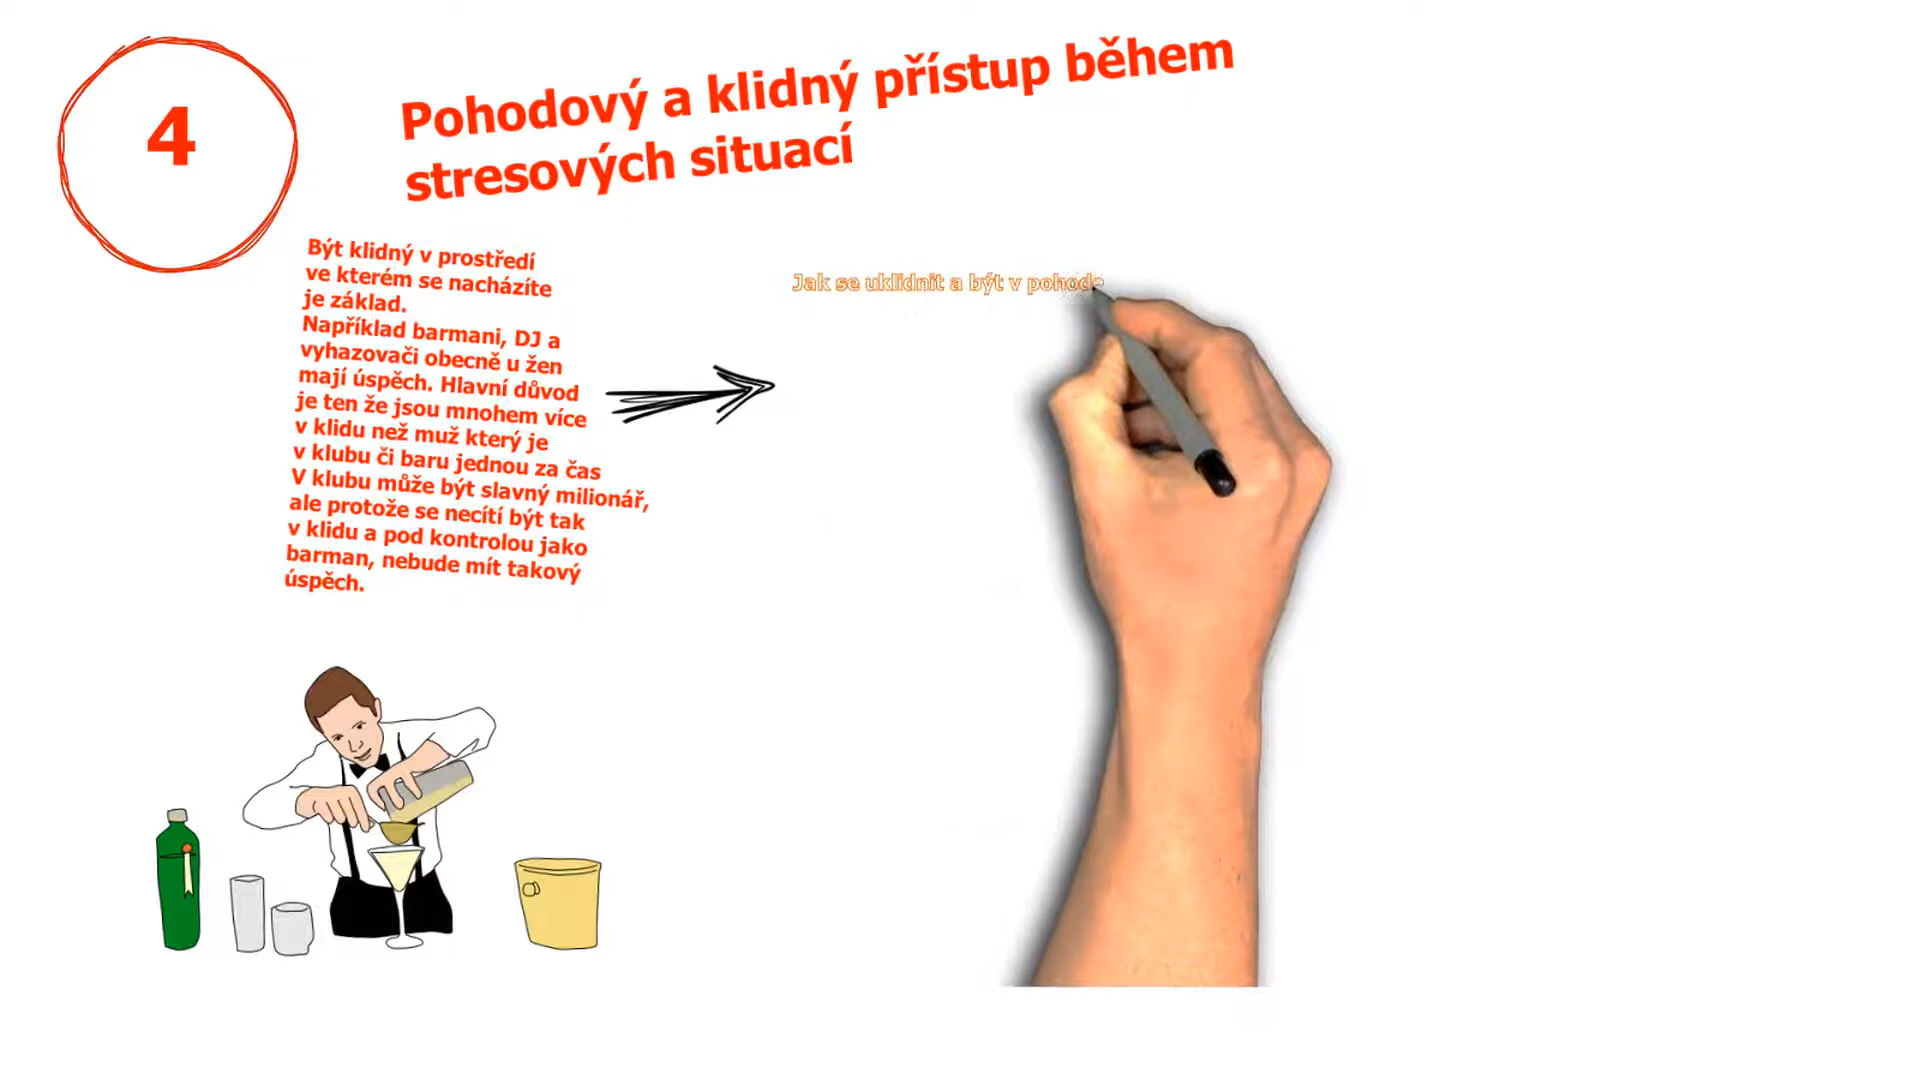 4
Pohodový a klidný přístup během
stresových situací
Být klidný v prostředí
ve kterém se nacházíte
je základ.
Například barmani, DJ a
vyhazovači obecně u žen
mají úspěch. Hlavní důvod
je ten že jsou mnohem více
v klidu než muž který je
v klubu či baru jednou za čas
V klubu může být slavný milionář,
ale protože se necítí být tak
v klidu a pod kontrolou jako
barman, nebude mít takový
úspěch.
Jak se uklidnit a být v pohodě